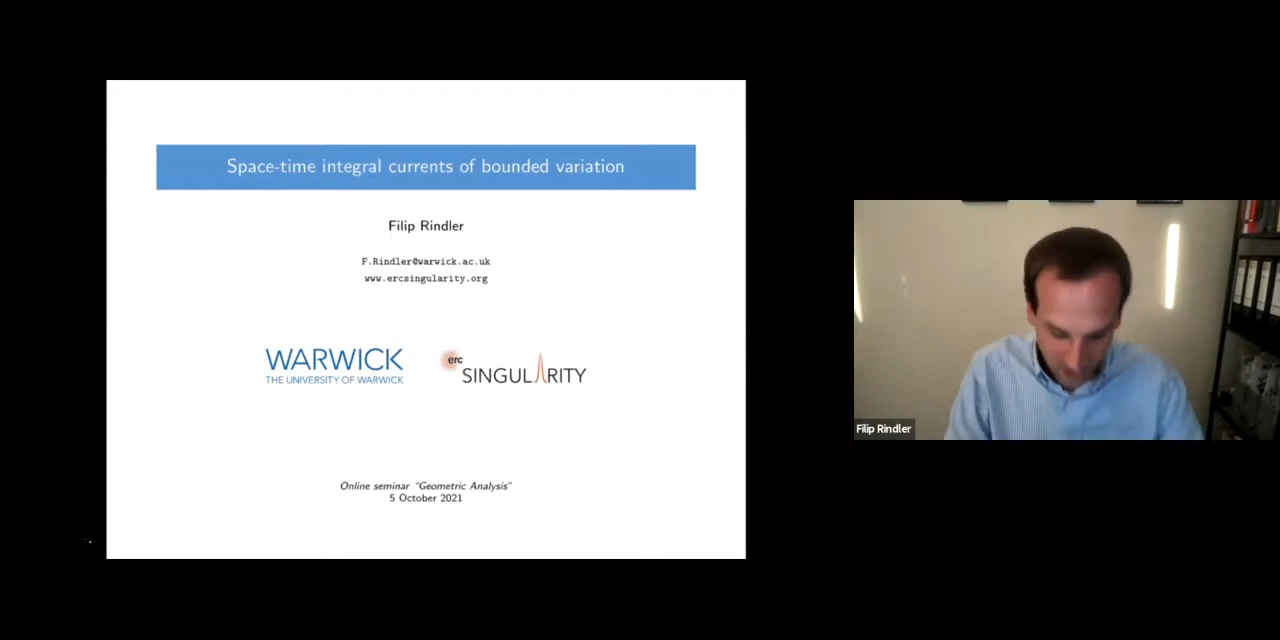 Space-time integral currents of bounded variation
Filip Rindler
F.Rindler@warwick.ac.uk
www.ercsingularity.org
WARWICK
THE UNIVERSITY OF WARWICK
erc
SINGULARITY
Online seminar “Geometric Analysis”
5 October 2021
Filip Rindler